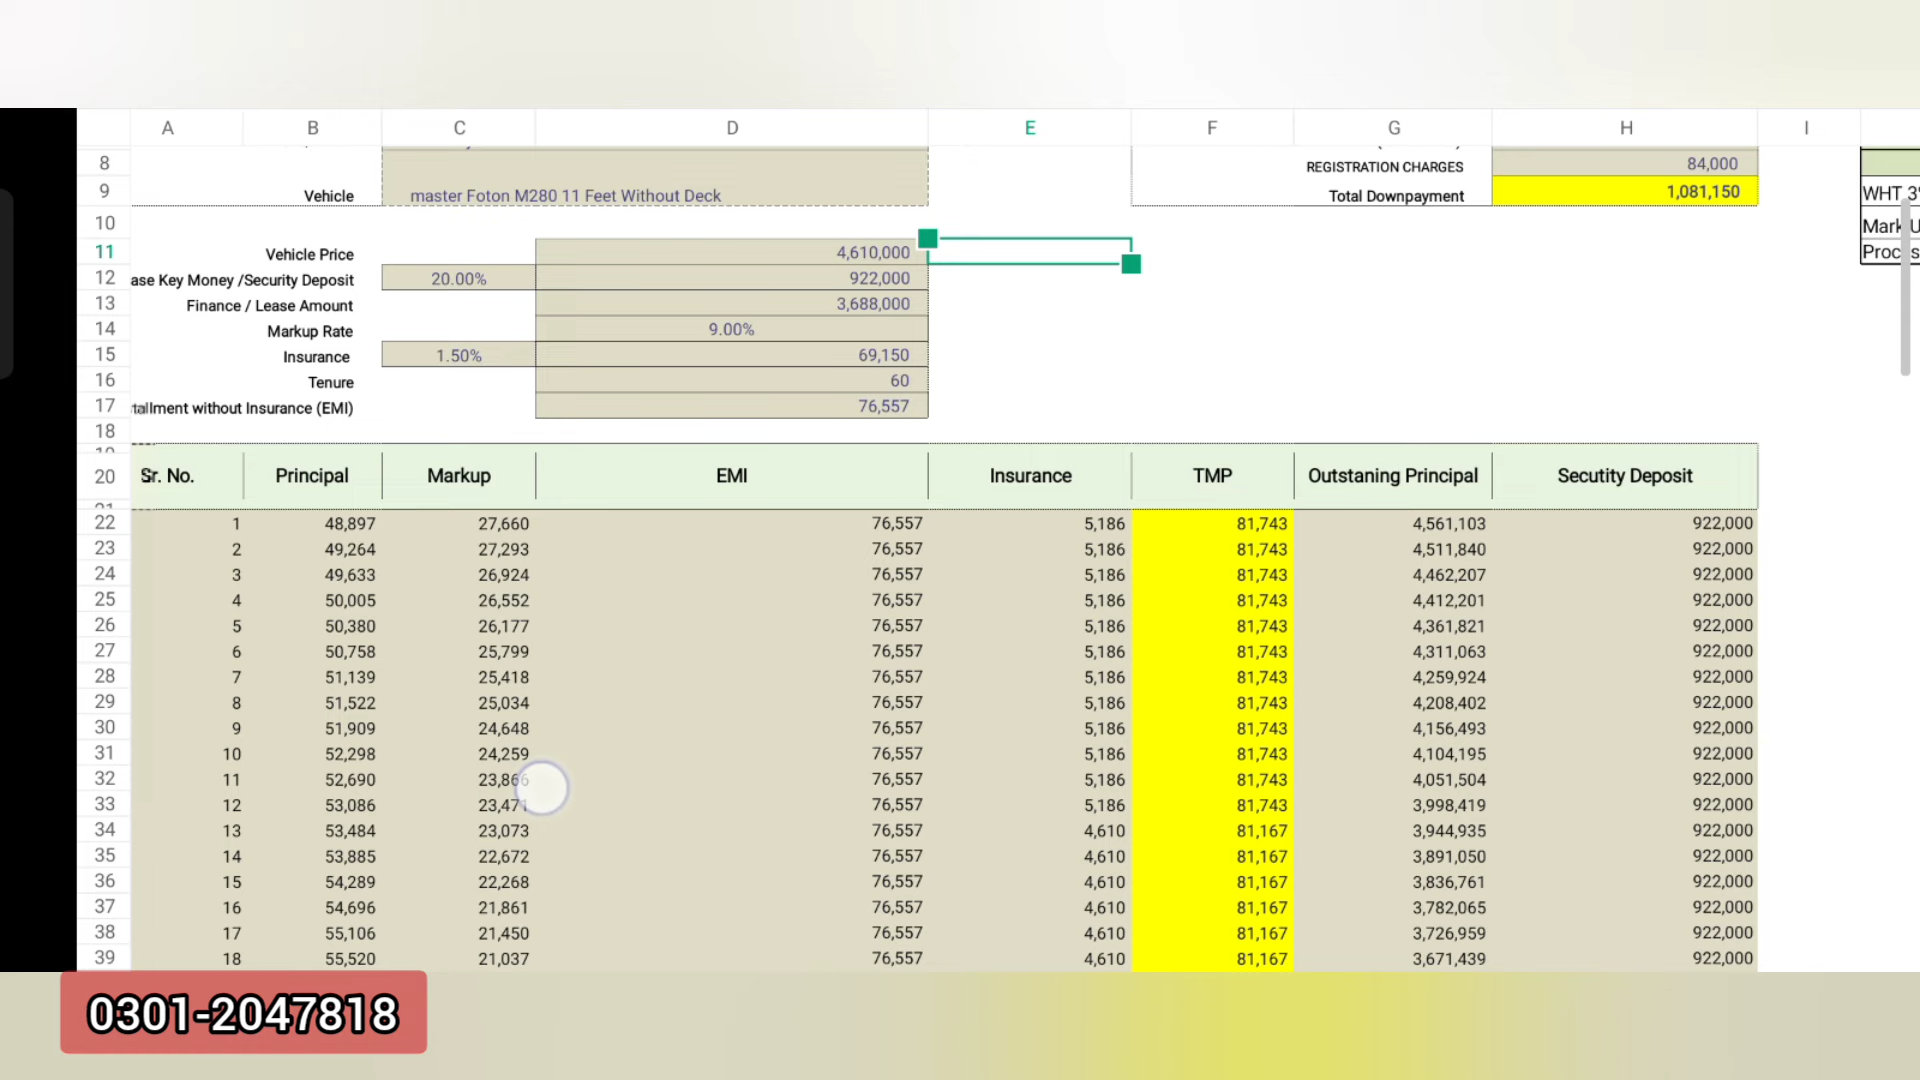 A B C D E F G H I
8 REGISTRATION CHARGES 84,000
9 Vehicle master Foton M280 11 Feet Without Deck Total Downpayment 1,081,150 WHT 3
10 Mark U
11 Vehicle Price 4,610,000
12 ase Key Money /Security Deposit 20.00% 922,000
13 Finance / Lease Amount 3,688,000
14 Markup Rate 9.00%
15 Insurance 1.50% 69,150
16 Tenure 60
17 tallment without Insurance (EMI) 76,557
18
20 Sr. No. Principal Markup EMI Insurance TMP Outstaning Principal Secutity Deposit
22 1 48,897 27,660 76,557 5,186 81,743 4,561,103 922,000
23 2 49,264 27,293 76,557 5,186 81,743 4,511,840 922,000
24 3 49,633 26,924 76,557 5,186 81,743 4,462,207 922,000
25 4 50,005 26,552 76,557 5,186 81,743 4,412,201 922,000
26 5 50,380 26,177 76,557 5,186 81,743 4,361,821 922,000
27 6 50,758 25,799 76,557 5,186 81,743 4,311,063 922,000
28 7 51,139 25,418 76,557 5,186 81,743 4,259,924 922,000
29 8 51,522 25,034 76,557 5,186 81,743 4,208,402 922,000
30 9 51,909 24,648 76,557 5,186 81,743 4,156,493 922,000
31 10 52,298 24,259 76,557 5,186 81,743 4,104,195 922,000
32 11 52,690 23,866 76,557 5,186 81,743 4,051,504 922,000
33 12 53,086 23,471 76,557 5,186 81,743 3,998,419 922,000
34 13 53,484 23,073 76,557 4,610 81,167 3,944,935 922,000
35 14 53,885 22,672 76,557 4,610 81,167 3,891,050 922,000
36 15 54,289 22,268 76,557 4,610 81,167 3,836,761 922,000
37 16 54,696 21,861 76,557 4,610 81,167 3,782,065 922,000
38 17 55,106 21,450 76,557 4,610 81,167 3,726,959 922,000
39 18 55,520 21,037 76,557 4,610 81,167 3,671,439 922,000
0301-2047818